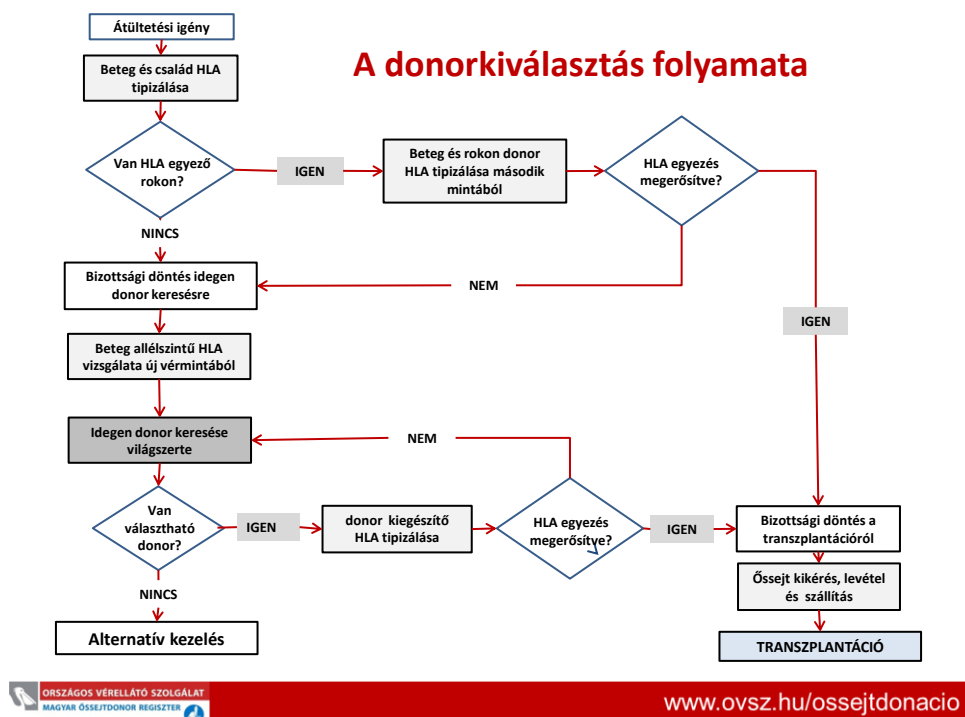 Átültetési igény
A donorkiválasztás folyamata
Beteg és család HLA
tipizálása
Van HLA egyező
rokon?
IGEN
Beteg és rokon donor
HLA tipizálása második
mintából
HLA egyezés
megerősítve?
NINCS
Bizottsági döntés idegen
donor keresésre
NEM
IGEN
Beteg allélszintű HLA
vizsgálata új vérmintából
Idegen donor keresése
világszerte
NEM
Van
választható
donor?
IGEN
donor kiegészítő
HLA tipizálása
HLA egyezés
megerősítve?
IGEN
Bizottsági döntés a
transzplantációról
Őssejt kikérés, levétel
és szállítás
NINCS
Alternatív kezelés
TRANSZPLANTÁCIÓ
ORSZÁGOS VÉRELLÁTÓ SZOLGÁLAT
MAGYAR ŐSSEJTDONOR REGISZTER
www.ovsz.hu/ossejtdonacio